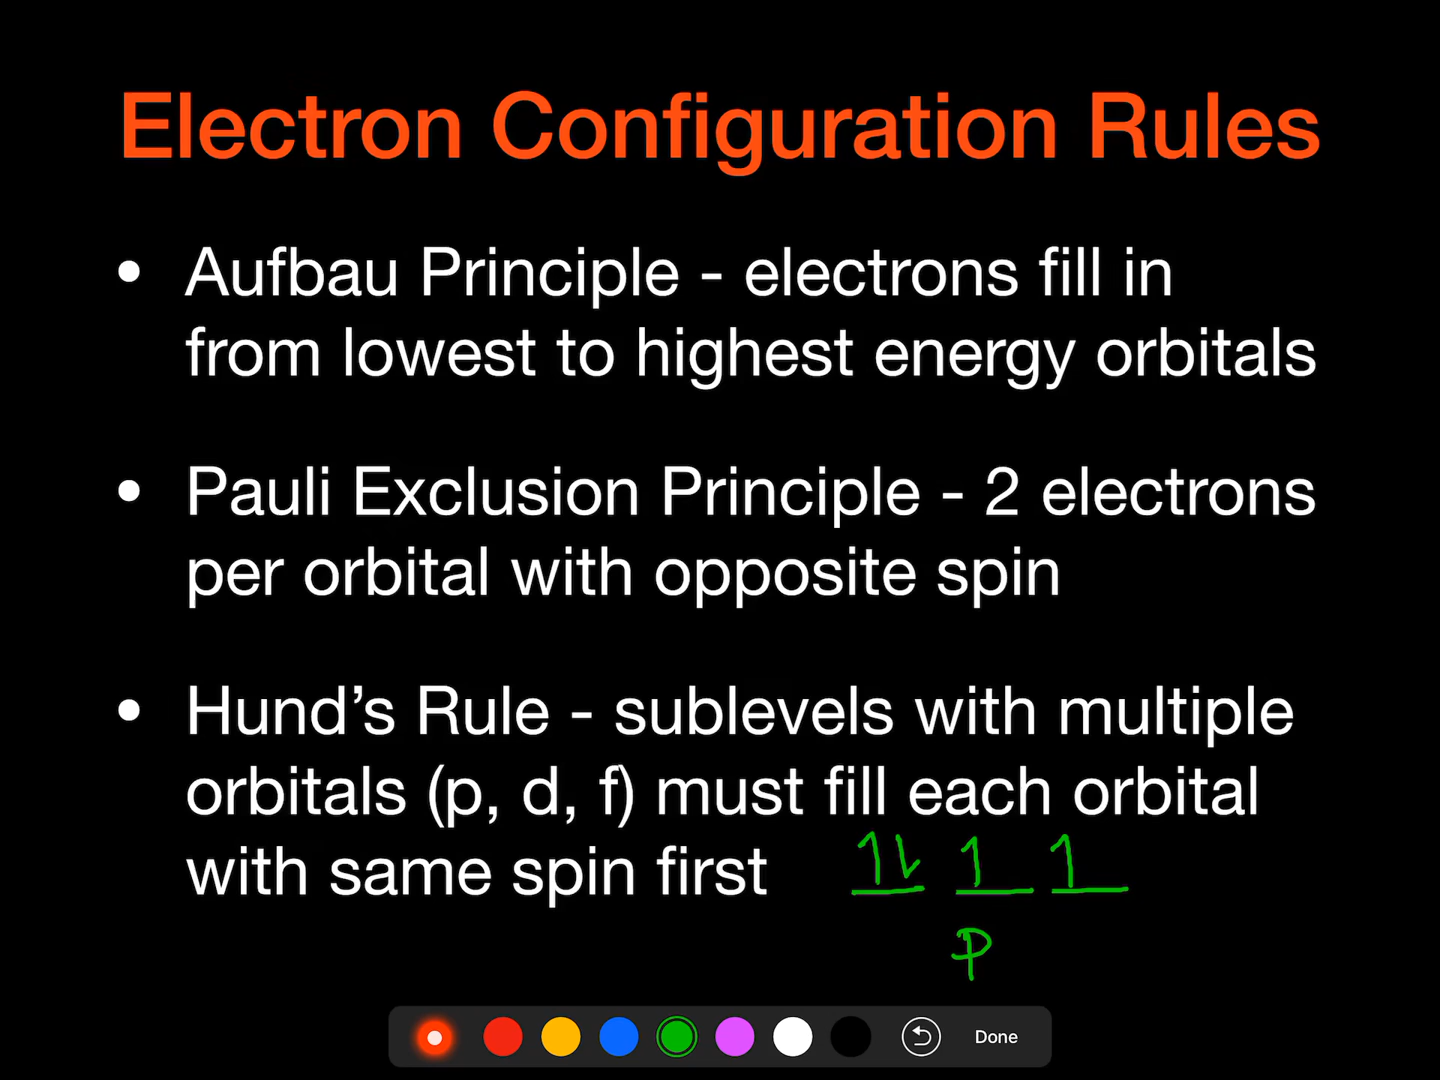 Electron Configuration Rules
• Aufbau Principle - electrons fill in
from lowest to highest energy orbitals
• Pauli Exclusion Principle - 2 electrons
per orbital with opposite spin
• Hund’s Rule - sublevels with multiple
orbitals (p, d, f) must fill each orbital
with same spin first ↿⇂ ↿ ↿
p
Done